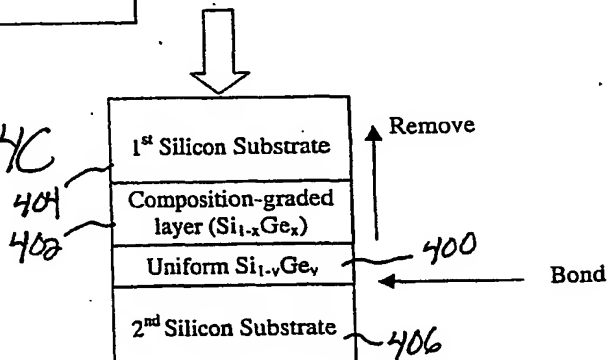 4C
1st Silicon Substrate
Remove
404
Composition-graded
layer (Si1-xGex)
402
400
Uniform Si1-yGey
Bond
2nd Silicon Substrate
406